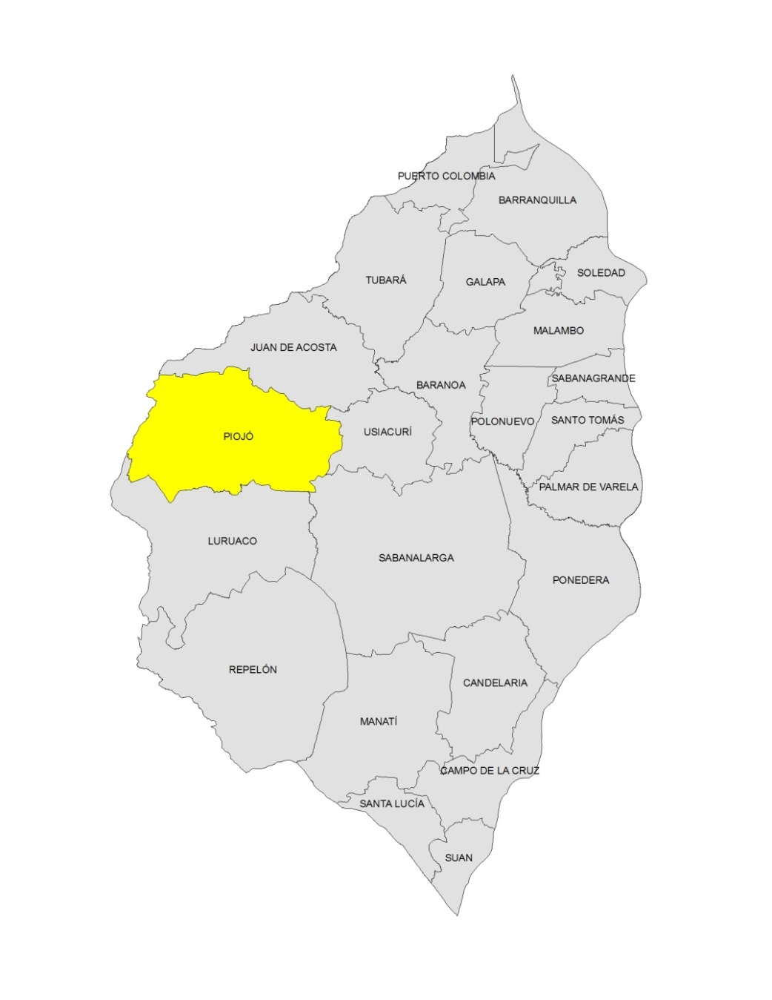 PUERTO COLOMBIA
BARRANQUILLA
SOLEDAD
TUBARÁ
GALAPA
MALAMBO
JUAN DE ACOSTA
SABANAGRANDE
BARANOA
SANTO TOMÁS
POLONUEVO
USIACURÍ
PIOJÓ
PALMAR DE VARELA
LURUACO
SABANALARGA
PONEDERA
REPELÓN
CANDELARIA
MANATÍ
CAMPO DE LA CRUZ
SANTA LUCÍA
SUAN